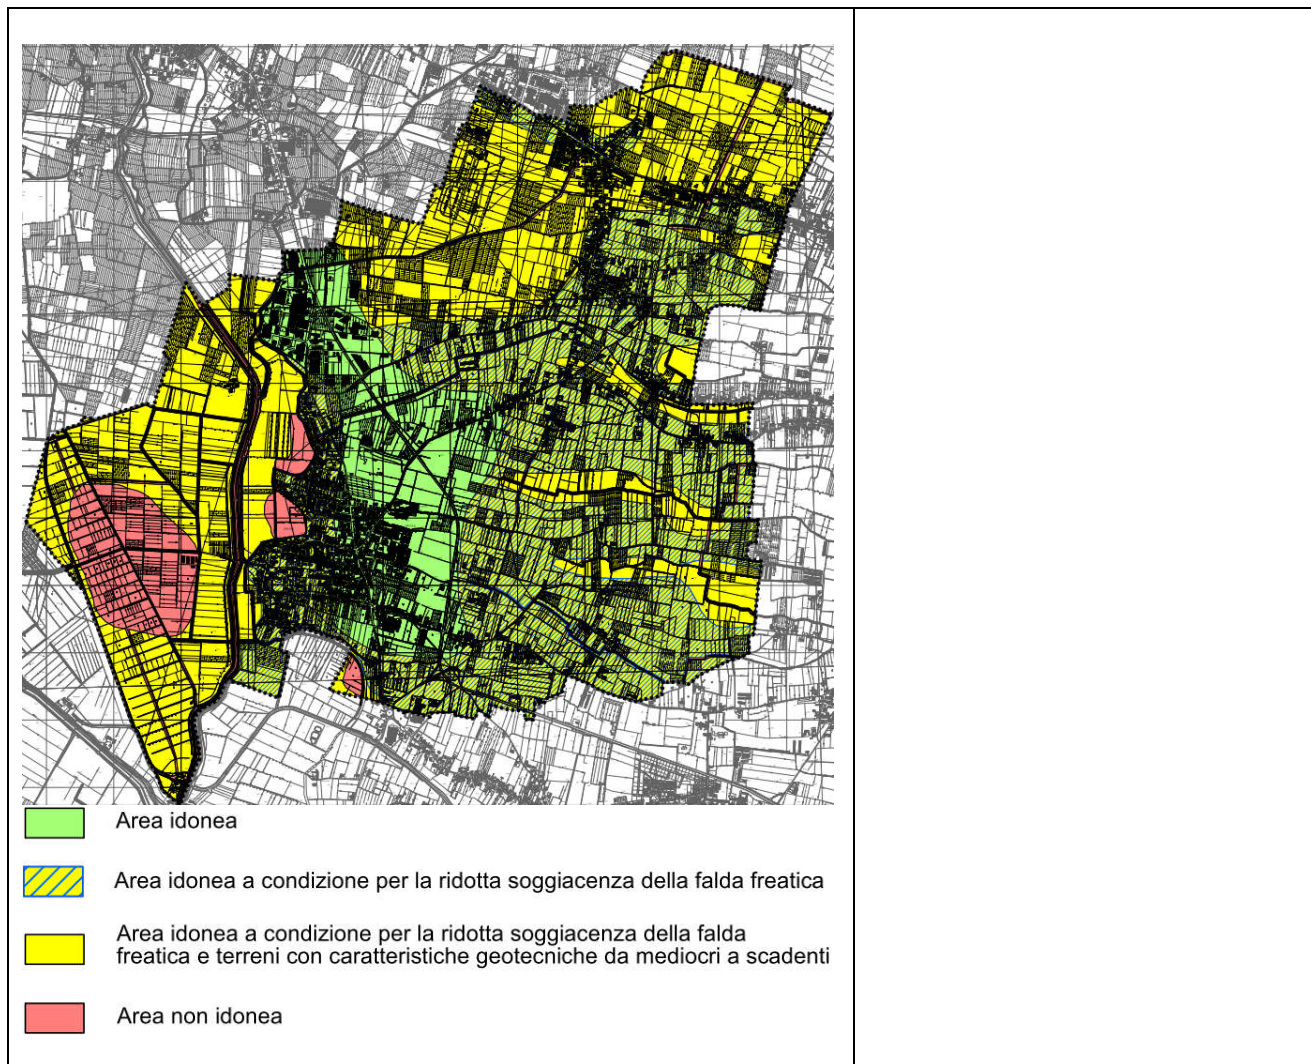 Area idonea
Area idonea a condizione per la ridotta soggiacenza della falda freatica
Area idonea a condizione per la ridotta soggiacenza della falda
freatica e terreni con caratteristiche geotecniche da mediocri a scadenti
Area non idonea